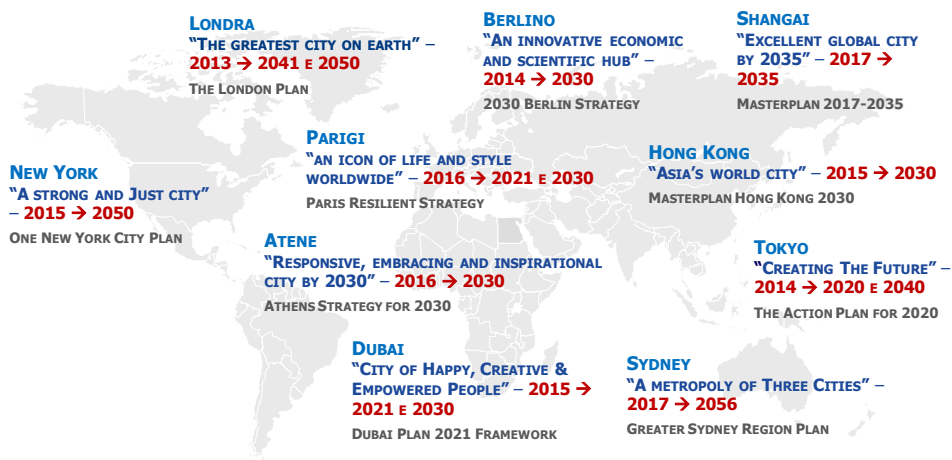 LONDRA
"THE GREATEST CITY ON EARTH" –
2013 → 2041 E 2050
THE LONDON PLAN
BERLINO
"AN INNOVATIVE ECONOMIC
AND SCIENTIFIC HUB" –
2014 → 2030
2030 BERLIN STRATEGY
SHANGAI
"EXCELLENT GLOBAL CITY
BY 2035" – 2017 →
2035
MASTERPLAN 2017-2035
PARIGI
"AN ICON OF LIFE AND STYLE
WORLDWIDE" – 2016 → 2021 E 2030
PARIS RESILIENT STRATEGY
HONG KONG
"ASIA'S WORLD CITY" – 2015 → 2030
MASTERPLAN HONG KONG 2030
NEW YORK
"A STRONG AND JUST CITY"
– 2015 → 2050
ONE NEW YORK CITY PLAN
ATENE
"RESPONSIVE, EMBRACING AND INSPIRATIONAL
CITY BY 2030" – 2016 → 2030
ATHENS STRATEGY FOR 2030
TOKYO
"CREATING THE FUTURE" –
2014 → 2020 E 2040
THE ACTION PLAN FOR 2020
DUBAI
"CITY OF HAPPY, CREATIVE &
EMPOWERED PEOPLE" – 2015 →
2021 E 2030
DUBAI PLAN 2021 FRAMEWORK
SYDNEY
"A METROPOLY OF THREE CITIES" –
2017 → 2056
GREATER SYDNEY REGION PLAN